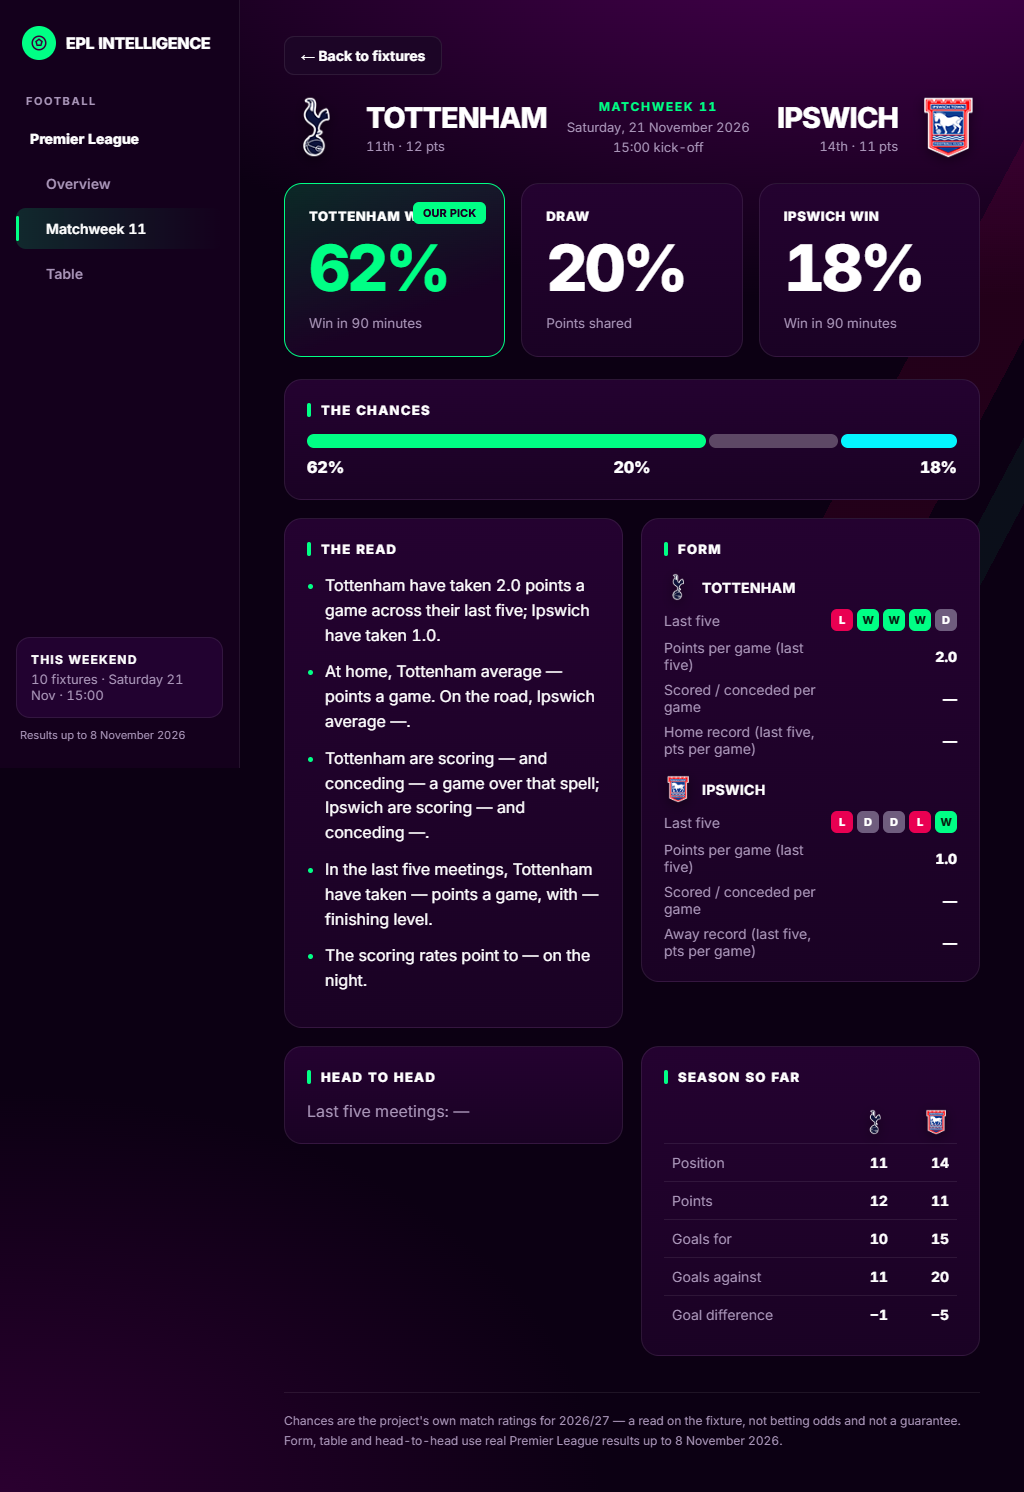 EPL INTELLIGENCE
FOOTBALL
Premier League
Overview
Matchweek 11
Table
THIS WEEKEND
10 fixtures · Saturday 21
Nov · 15:00
Results up to 8 November 2026
← Back to fixtures
TOTTENHAM
11th · 12 pts
MATCHWEEK 11
Saturday, 21 November 2026
15:00 kick-off
IPSWICH
14th · 11 pts
TOTTENHAM W
OUR PICK
62%
Win in 90 minutes
DRAW
20%
Points shared
IPSWICH WIN
18%
Win in 90 minutes
THE CHANCES
62% 20% 18%
THE READ
• Tottenham have taken 2.0 points a
game across their last five; Ipswich
have taken 1.0.
• At home, Tottenham average —
points a game. On the road, Ipswich
average —.
• Tottenham are scoring — and
conceding — a game over that spell;
Ipswich are scoring — and
conceding —.
• In the last five meetings, Tottenham
have taken — points a game, with —
finishing level.
• The scoring rates point to — on the
night.
FORM
TOTTENHAM
Last five L W W W D
Points per game (last
five) 2.0
Scored / conceded per
game —
Home record (last five,
pts per game) —
IPSWICH
Last five L D D L W
Points per game (last
five) 1.0
Scored / conceded per
game —
Away record (last five,
pts per game) —
HEAD TO HEAD
Last five meetings: —
SEASON SO FAR
Position 11 14
Points 12 11
Goals for 10 15
Goals against 11 20
Goal difference −1 −5
Chances are the project's own match ratings for 2026/27 — a read on the fixture, not betting odds and not a guarantee.
Form, table and head-to-head use real Premier League results up to 8 November 2026.